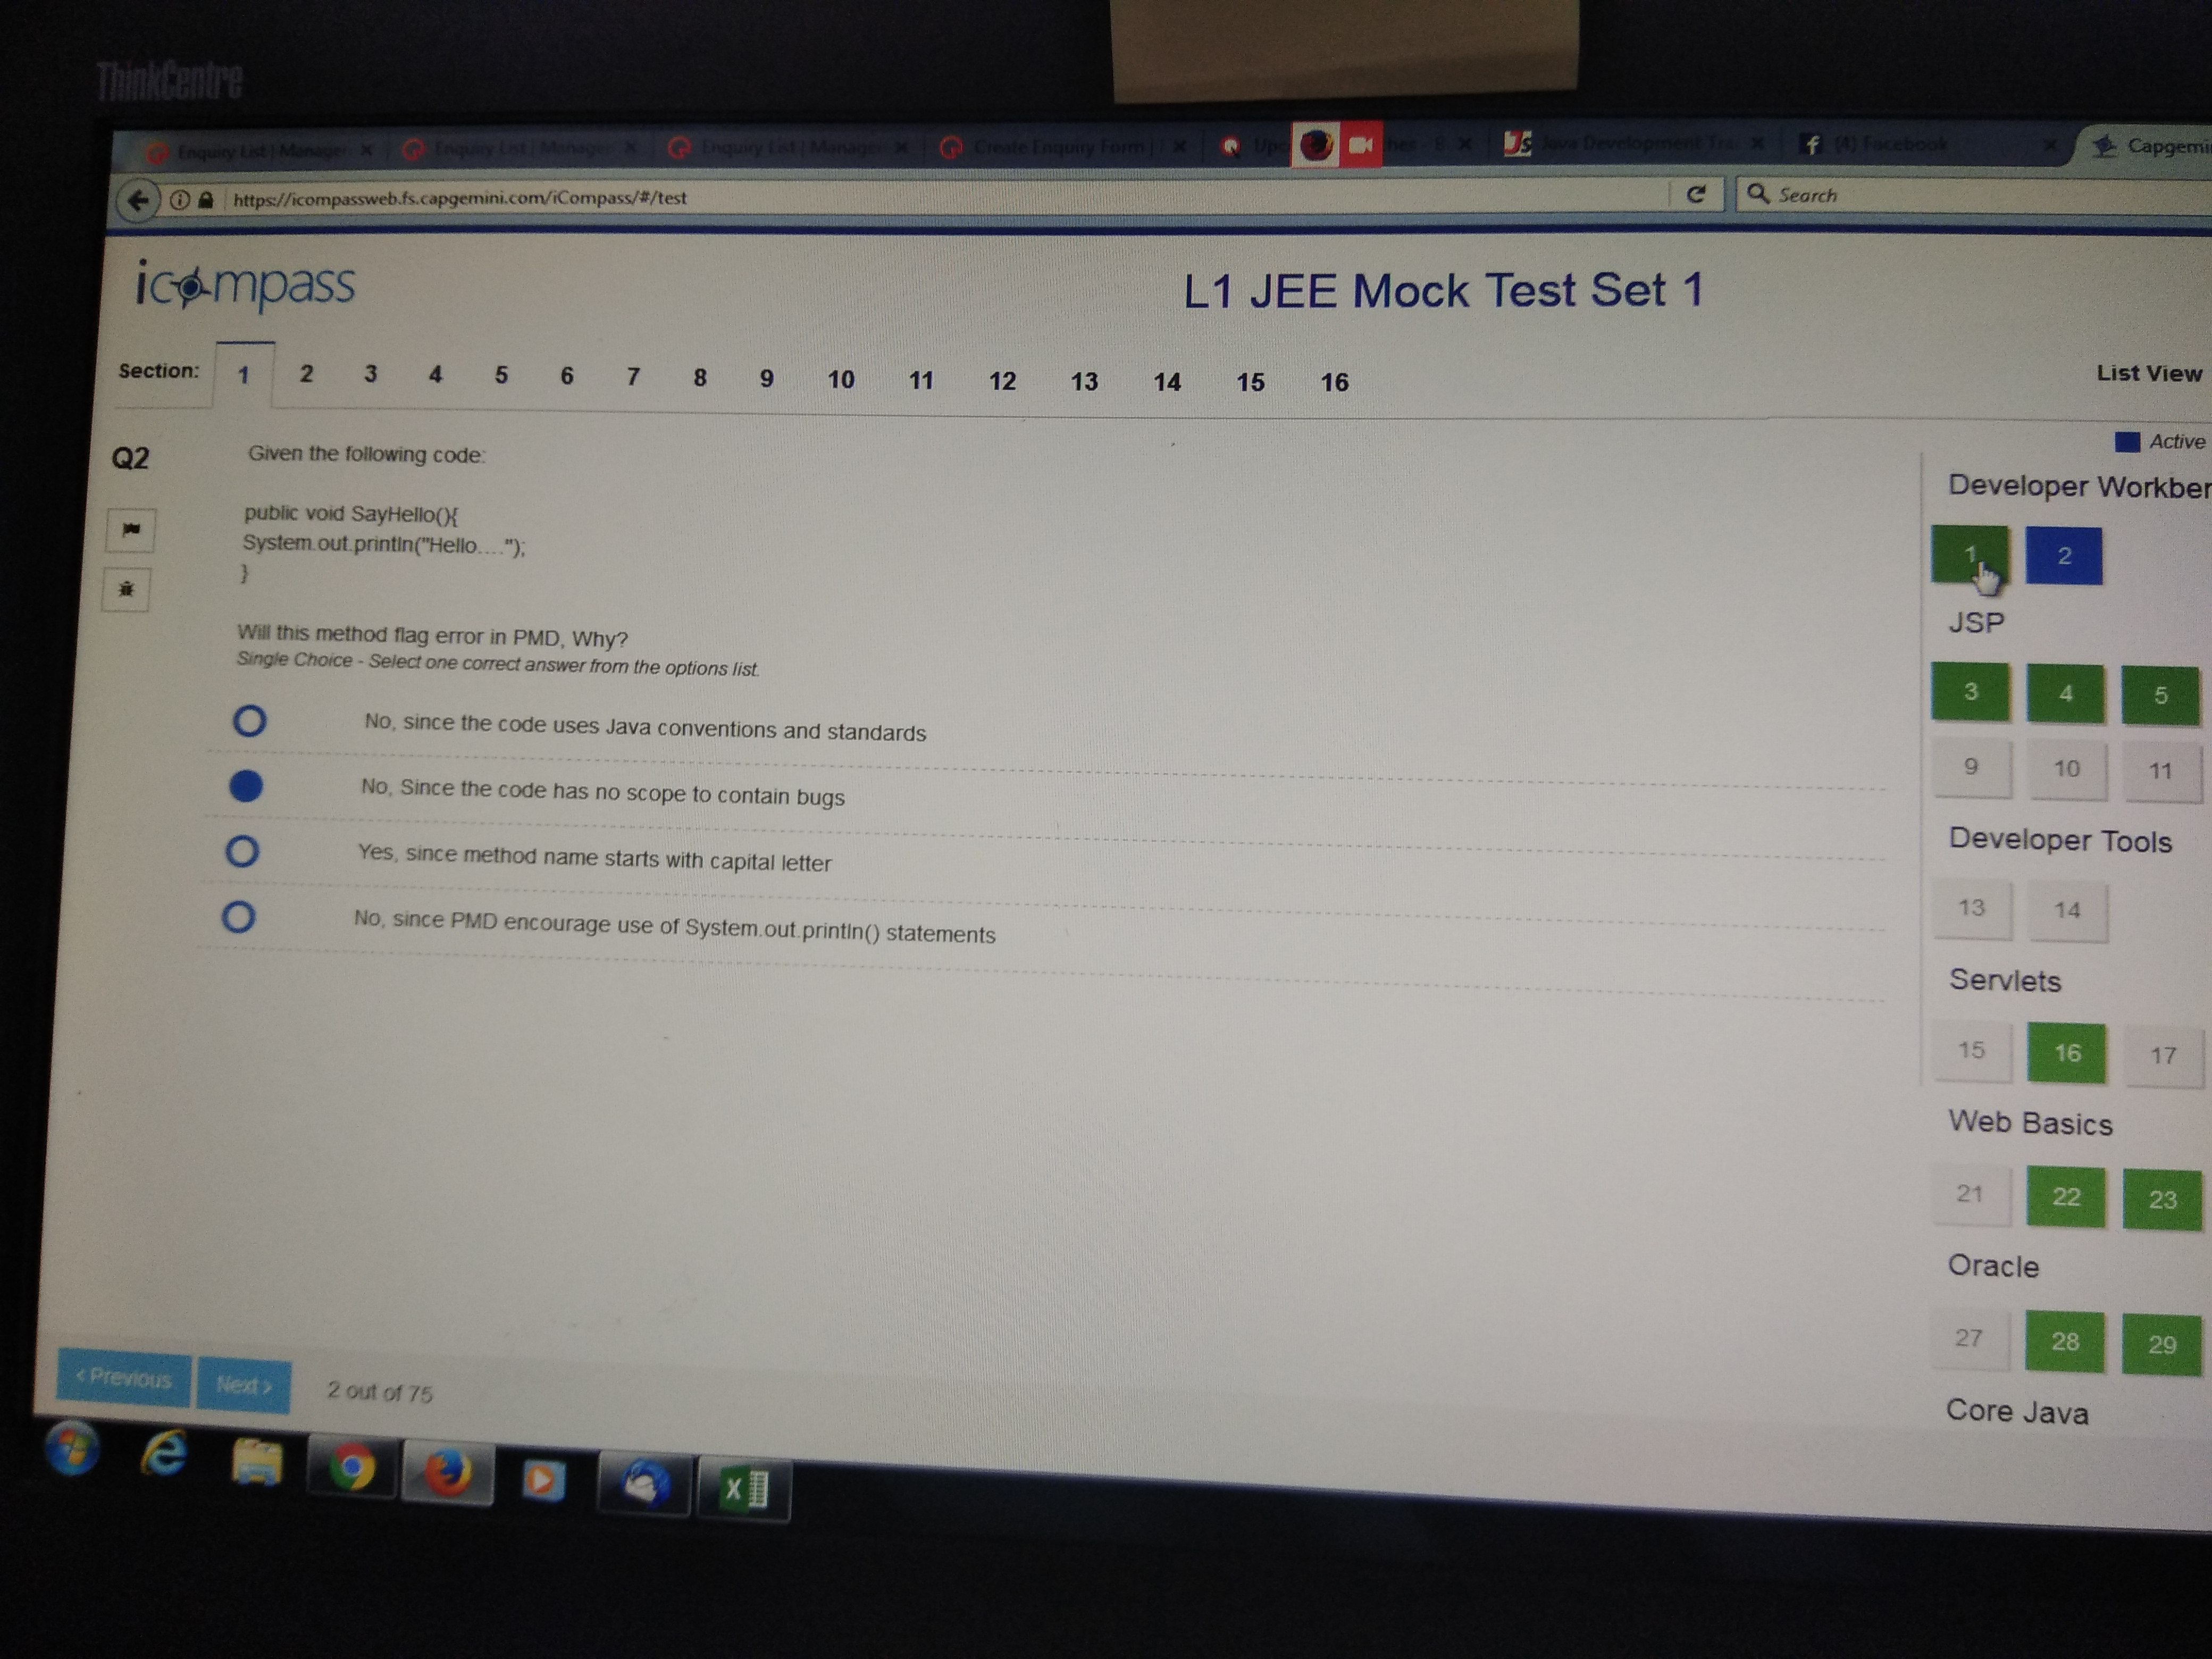 ThinkCentre
Enquiry List | Manager
Enquiry List | Manager
Enquiry List | Manager
Create Enquiry Form |
Java Development Tra
(4) Facebook
Capgemi
https://icompassweb.fs.capgemini.com/iCompass/#/test
Search
icompass
L1 JEE Mock Test Set 1
Section: 1 2 3 4 5 6 7 8 9 10 11 12 13 14 15 16
List View
Active
Q2
Given the following code:
public void SayHello(){
System.out.println("Hello....");
}
Will this method flag error in PMD, Why?
Single Choice - Select one correct answer from the options list.
No, since the code uses Java conventions and standards
No, Since the code has no scope to contain bugs
Yes, since method name starts with capital letter
No, since PMD encourage use of System.out.println() statements
Developer Workben
1 2
JSP
3 4 5
9 10 11
Developer Tools
13 14
Servlets
15 16 17
Web Basics
21 22 23
Oracle
27 28 29
Core Java
< Previous
Next >
2 out of 75